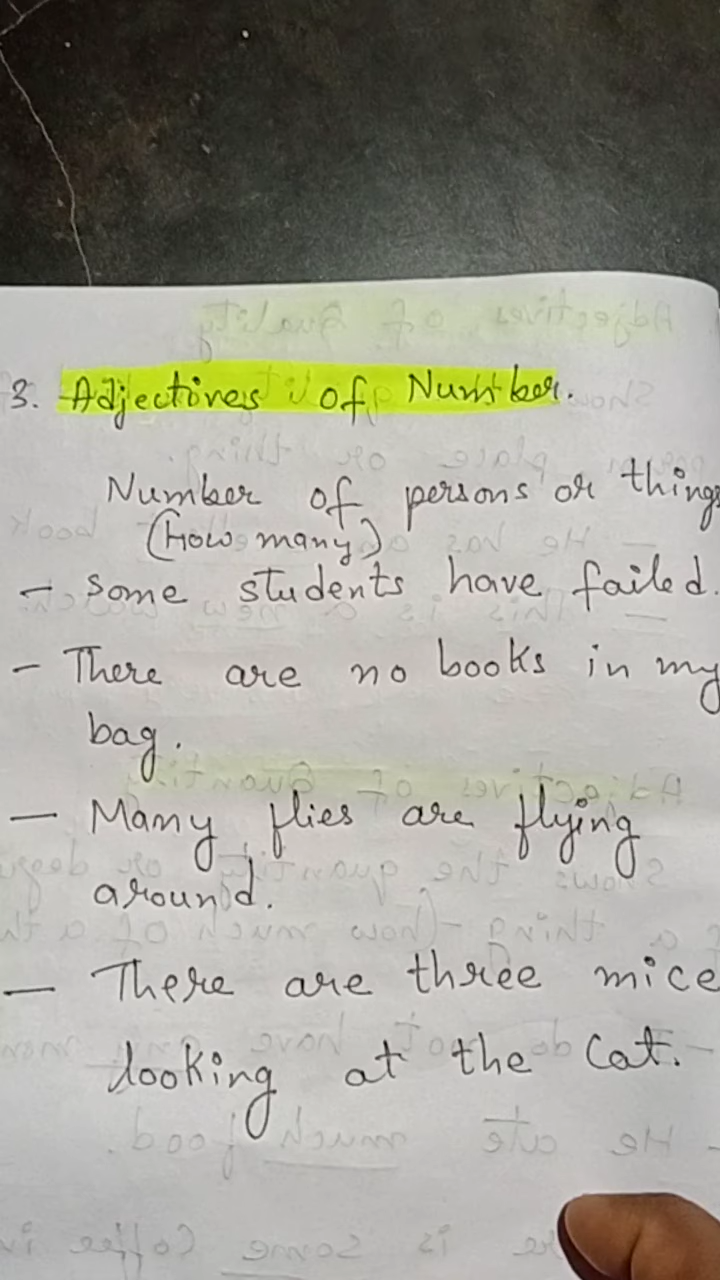 3. Adjectives of Number.
Number of persons or things
(How many)
- Some students have failed.
- There are no books in my
bag.
- Many flies are flying
around.
- There are three mice
looking at the cat.